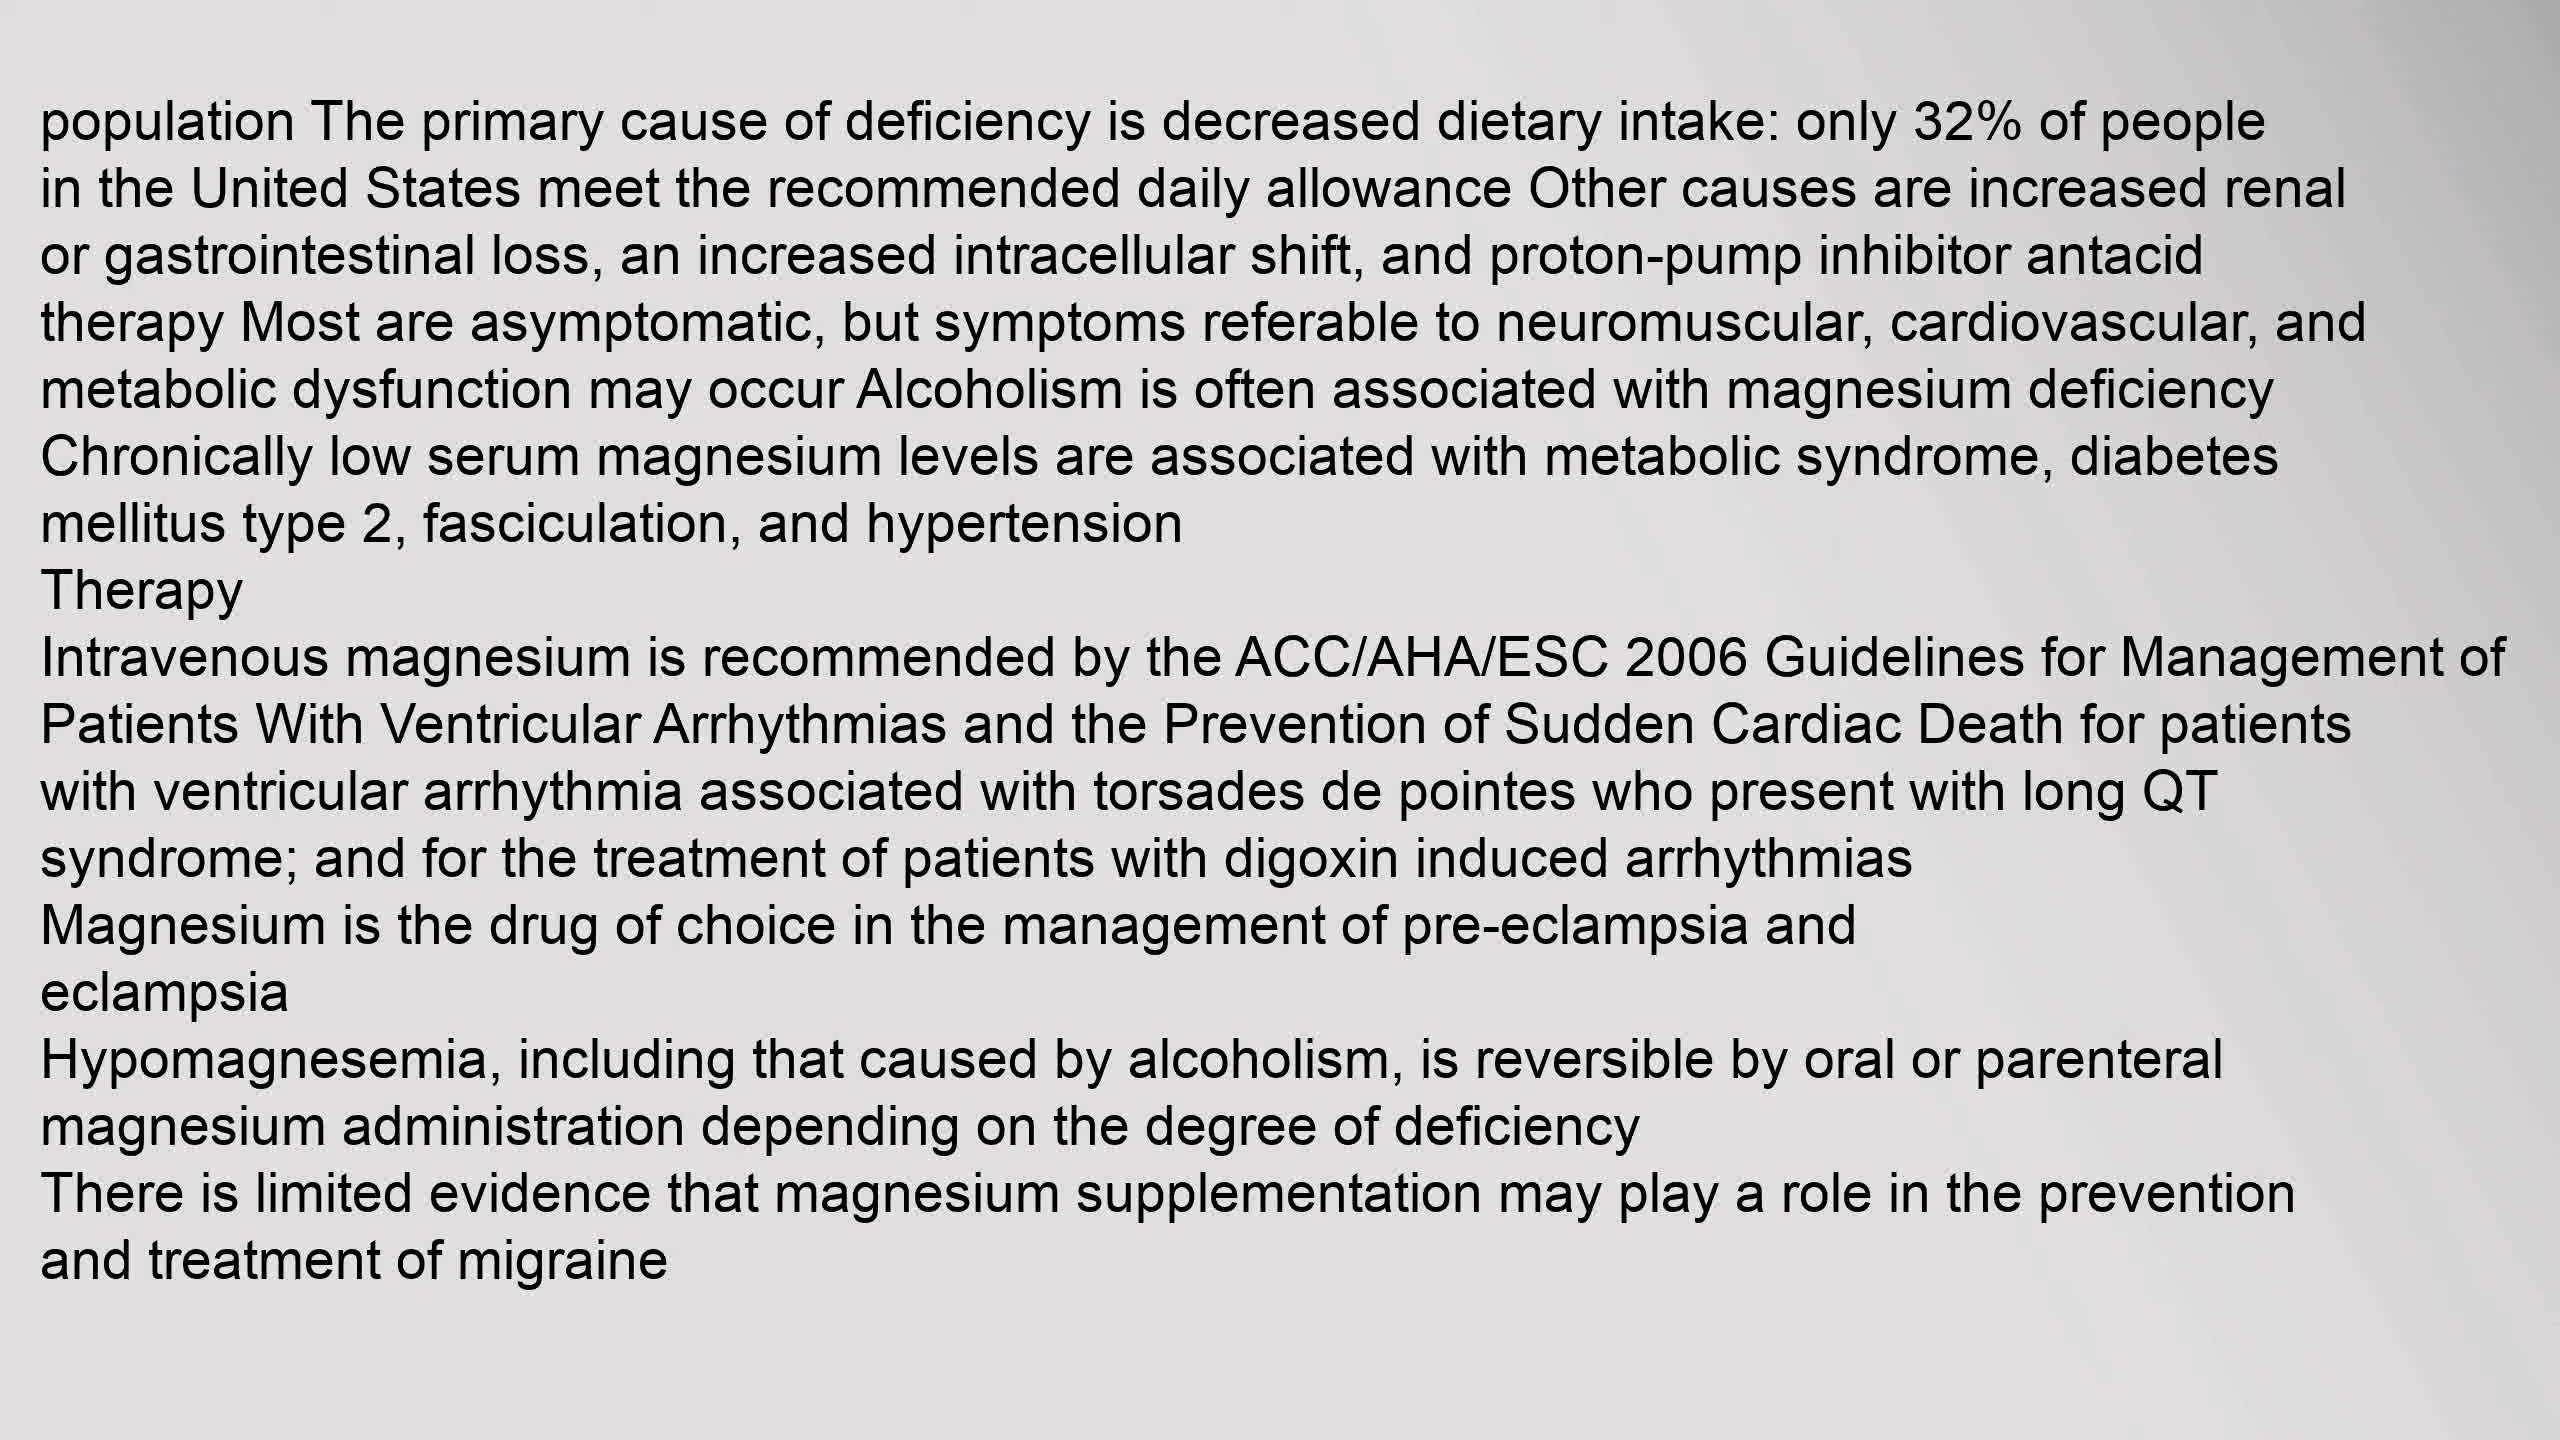 population The primary cause of deficiency is decreased dietary intake: only 32% of people
in the United States meet the recommended daily allowance Other causes are increased renal
or gastrointestinal loss, an increased intracellular shift, and proton-pump inhibitor antacid
therapy Most are asymptomatic, but symptoms referable to neuromuscular, cardiovascular, and
metabolic dysfunction may occur Alcoholism is often associated with magnesium deficiency
Chronically low serum magnesium levels are associated with metabolic syndrome, diabetes
mellitus type 2, fasciculation, and hypertension
Therapy
Intravenous magnesium is recommended by the ACC/AHA/ESC 2006 Guidelines for Management of
Patients With Ventricular Arrhythmias and the Prevention of Sudden Cardiac Death for patients
with ventricular arrhythmia associated with torsades de pointes who present with long QT
syndrome; and for the treatment of patients with digoxin induced arrhythmias
Magnesium is the drug of choice in the management of pre-eclampsia and
eclampsia
Hypomagnesemia, including that caused by alcoholism, is reversible by oral or parenteral
magnesium administration depending on the degree of deficiency
There is limited evidence that magnesium supplementation may play a role in the prevention
and treatment of migraine